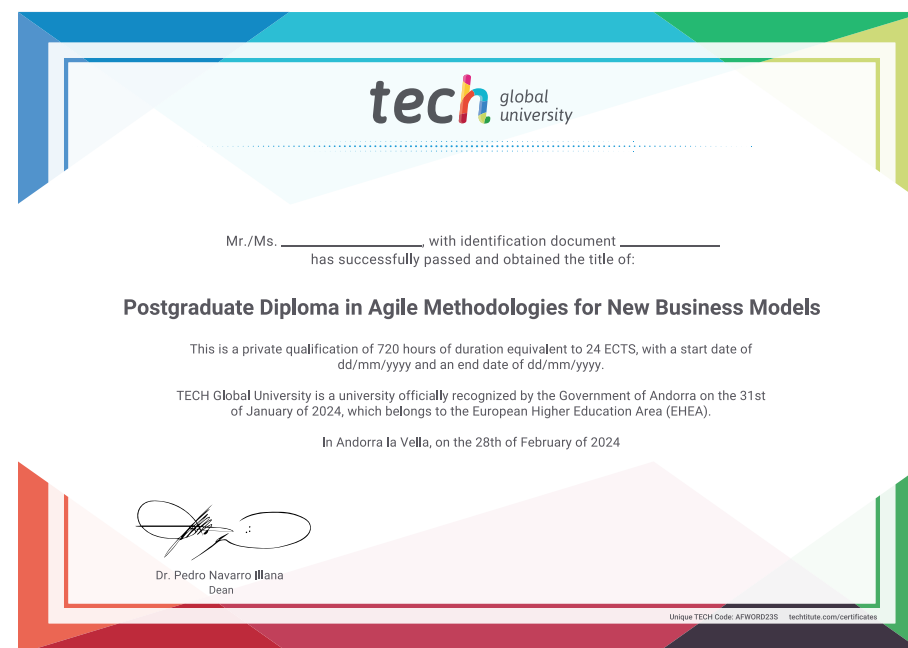 tech global
university
Mr./Ms. ____________, with identification document ____________
has successfully passed and obtained the title of:
Postgraduate Diploma in Agile Methodologies for New Business Models
This is a private qualification of 720 hours of duration equivalent to 24 ECTS, with a start date of
dd/mm/yyyy and an end date of dd/mm/yyyy.
TECH Global University is a university officially recognized by the Government of Andorra on the 31st
of January of 2024, which belongs to the European Higher Education Area (EHEA).
In Andorra la Vella, on the 28th of February of 2024
Dr. Pedro Navarro Illana
Dean
Unique TECH Code: AFWORD23S techtitute.com/certificates